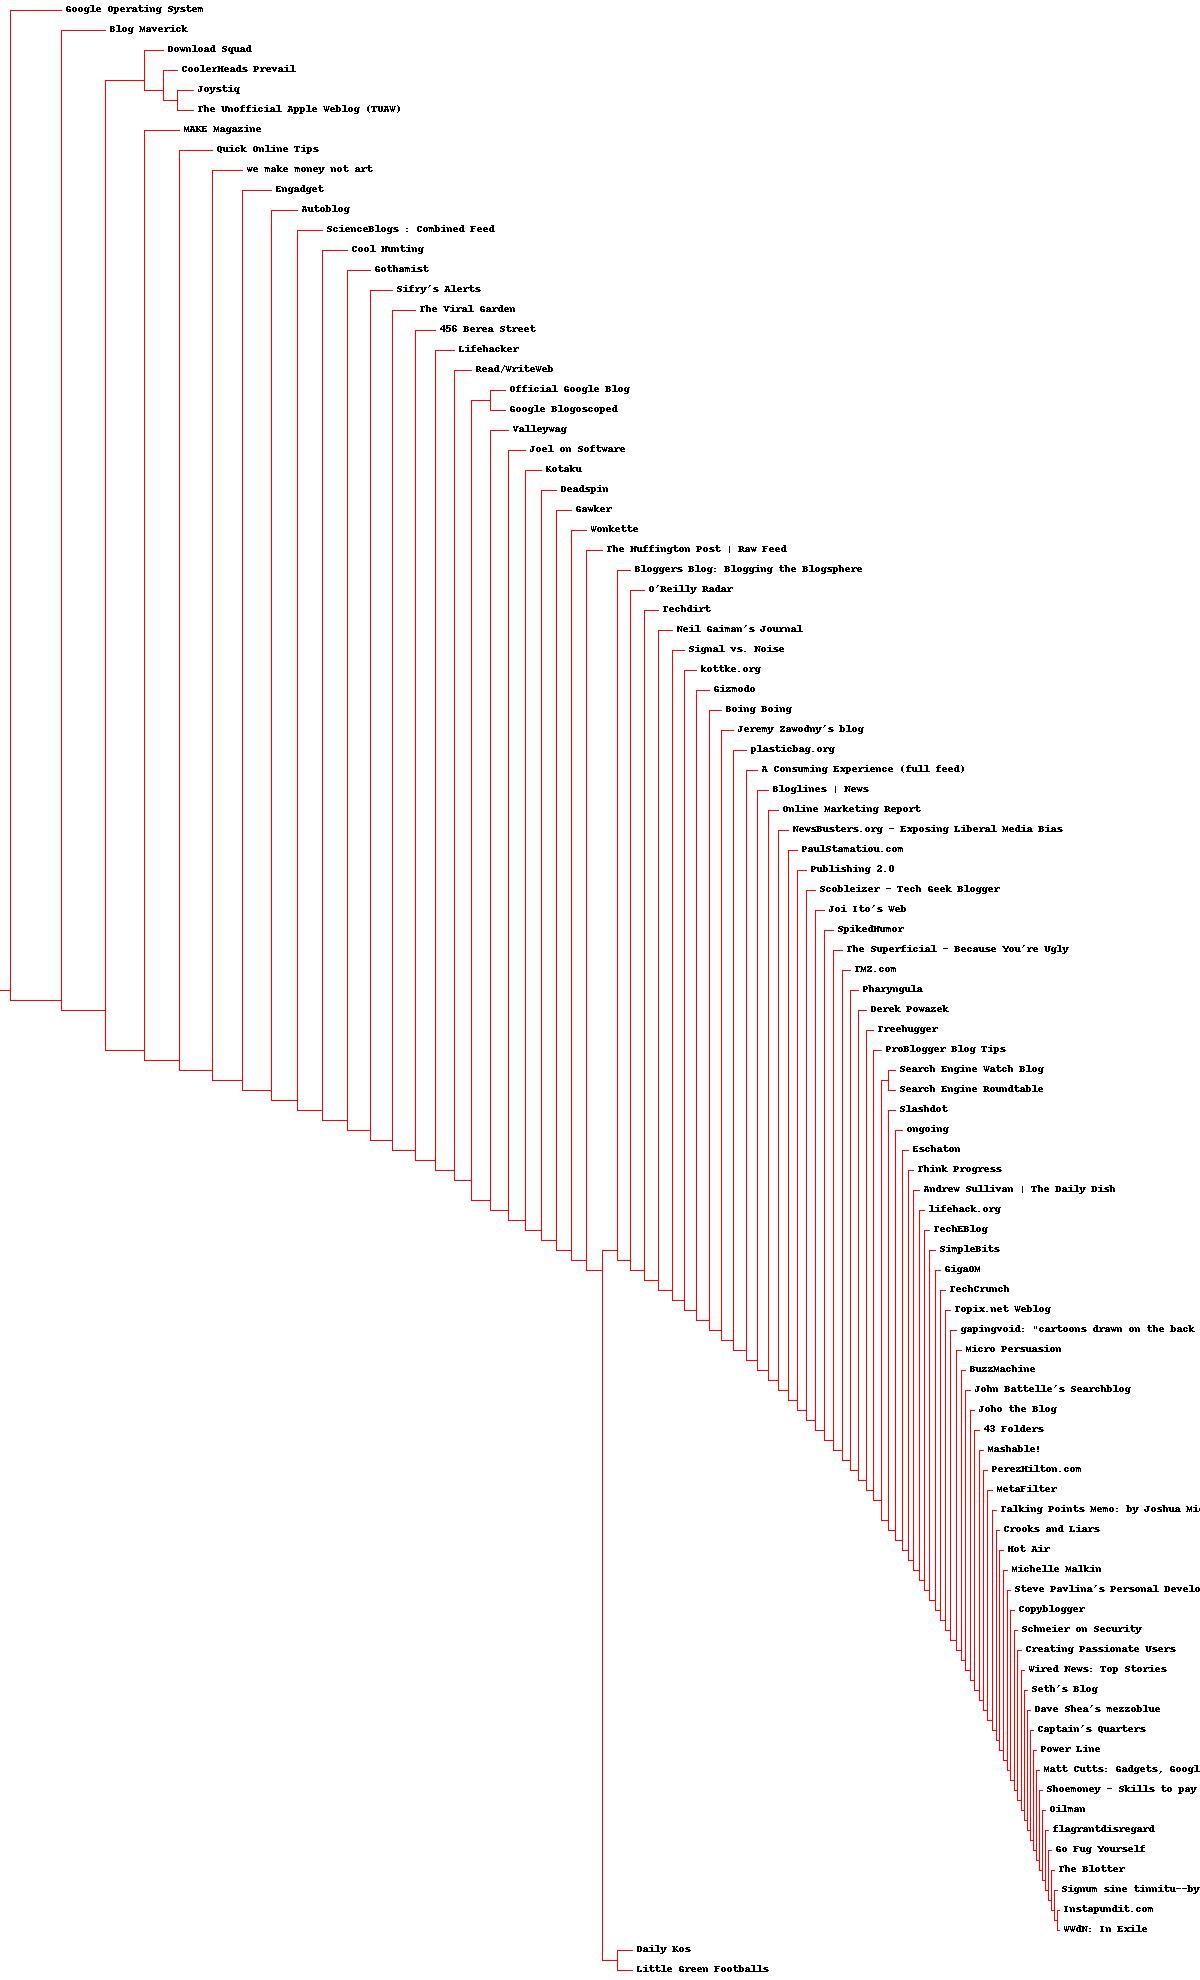 Google Operating System
Blog Maverick
Download Squad
CoolerHeads Prevail
Joystiq
The Unofficial Apple Weblog (TUAW)
MAKE Magazine
Quick Online Tips
we make money not art
Engadget
Autoblog
ScienceBlogs : Combined Feed
Cool Hunting
Gothamist
Sifry's Alerts
The Viral Garden
456 Berea Street
Lifehacker
Read/WriteWeb
Official Google Blog
Google Blogoscoped
Valleywag
Joel on Software
Kotaku
Deadspin
Gawker
Wonkette
The Huffington Post | Raw Feed
Bloggers Blog: Blogging the Blogsphere
O'Reilly Radar
Techdirt
Neil Gaiman's Journal
Signal vs. Noise
kottke.org
Gizmodo
Boing Boing
Jeremy Zawodny's blog
plasticbag.org
A Consuming Experience (full feed)
Bloglines | News
Online Marketing Report
NewsBusters.org - Exposing Liberal Media Bias
PaulStamatiou.com
Publishing 2.0
Scobleizer - Tech Geek Blogger
Joi Ito's Web
SpikedHumor
The Superficial - Because You're Ugly
TMZ.com
Pharyngula
Derek Powazek
Treehugger
ProBlogger Blog Tips
Search Engine Watch Blog
Search Engine Roundtable
Slashdot
ongoing
Eschaton
Think Progress
Andrew Sullivan | The Daily Dish
lifehack.org
TechEBlog
SimpleBits
GigaOM
TechCrunch
Topix.net Weblog
gapingvoid: "cartoons drawn on the back
Micro Persuasion
BuzzMachine
John Battelle's Searchblog
Joho the Blog
43 Folders
Mashable!
PerezHilton.com
MetaFilter
Talking Points Memo: by Joshua Mic
Crooks and Liars
Hot Air
Michelle Malkin
Steve Pavlina's Personal Develo
Copyblogger
Schneier on Security
Creating Passionate Users
Wired News: Top Stories
Seth's Blog
Dave Shea's mezzoblue
Captain's Quarters
Power Line
Matt Cutts: Gadgets, Googl
Shoemoney - Skills to pay
Oilman
flagrantdisregard
Go Fug Yourself
The Blotter
Signum sine tinnitu--by
Instapundit.com
WWdN: In Exile
Daily Kos
Little Green Footballs